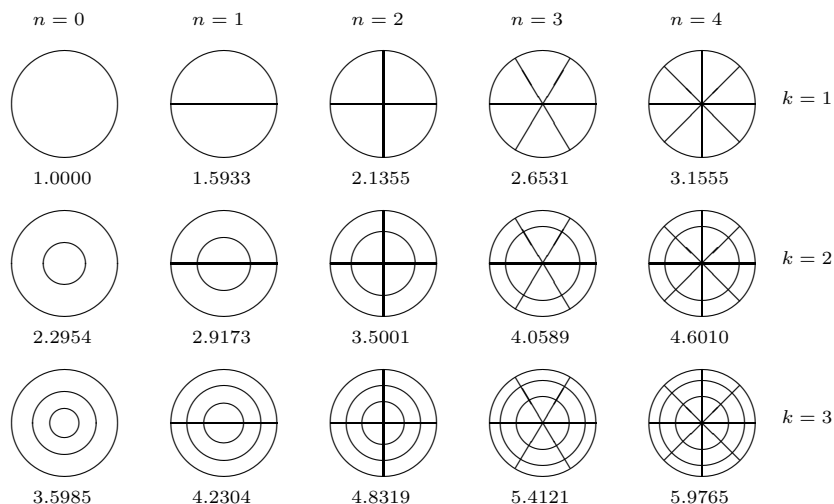 n = 0 n = 1 n = 2 n = 3 n = 4
k = 1
1.0000 1.5933 2.1355 2.6531 3.1555
k = 2
2.2954 2.9173 3.5001 4.0589 4.6010
k = 3
3.5985 4.2304 4.8319 5.4121 5.9765